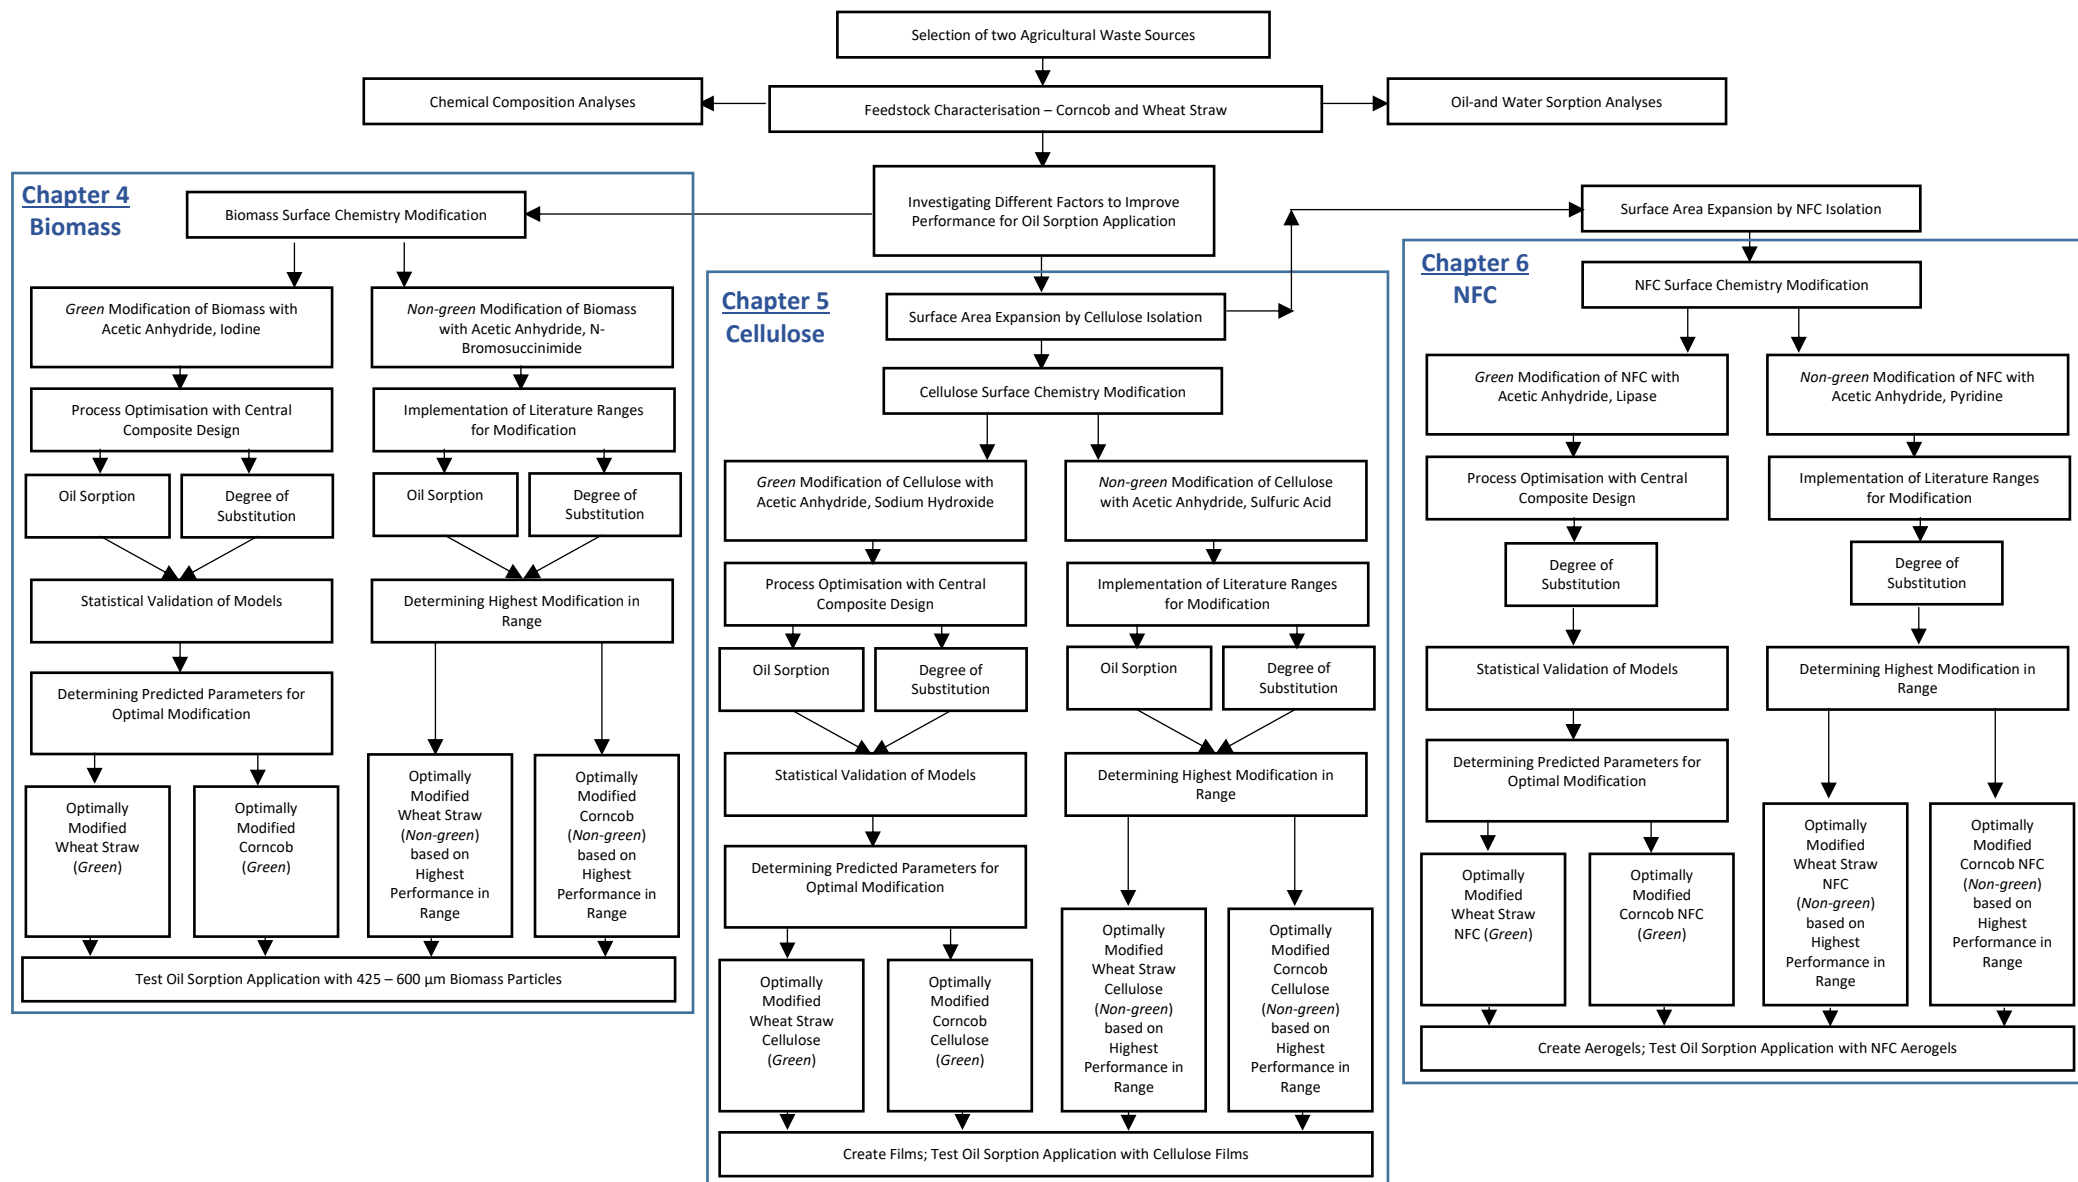 Selection of two Agricultural Waste Sources
Chemical Composition Analyses
Feedstock Characterisation – Corncob and Wheat Straw
Oil-and Water Sorption Analyses
Investigating Different Factors to Improve
Performance for Oil Sorption Application
Chapter 4
Biomass
Biomass Surface Chemistry Modification
Green Modification of Biomass with
Acetic Anhydride, Iodine
Non-green Modification of Biomass
with Acetic Anhydride, N-
Bromosuccinimide
Process Optimisation with Central
Composite Design
Implementation of Literature Ranges
for Modification
Oil Sorption
Degree of
Substitution
Oil Sorption
Degree of
Substitution
Statistical Validation of Models
Determining Highest Modification in
Range
Determining Predicted Parameters for
Optimal Modification
Optimally
Modified
Wheat Straw
(Green)
Optimally
Modified
Corncob
(Green)
Optimally
Modified
Wheat Straw
(Non-green)
based on
Highest
Performance in
Range
Optimally
Modified
Corncob
(Non-green)
based on
Highest
Performance in
Range
Test Oil Sorption Application with 425 – 600 µm Biomass Particles
Chapter 5
Cellulose
Surface Area Expansion by Cellulose Isolation
Cellulose Surface Chemistry Modification
Green Modification of Cellulose with
Acetic Anhydride, Sodium Hydroxide
Non-green Modification of Cellulose
with Acetic Anhydride, Sulfuric Acid
Process Optimisation with Central
Composite Design
Implementation of Literature Ranges
for Modification
Oil Sorption
Degree of
Substitution
Oil Sorption
Degree of
Substitution
Statistical Validation of Models
Determining Highest Modification in
Range
Determining Predicted Parameters for
Optimal Modification
Optimally
Modified
Wheat Straw
Cellulose
(Green)
Optimally
Modified
Corncob
Cellulose
(Green)
Optimally
Modified
Wheat Straw
Cellulose
(Non-green)
based on
Highest
Performance in
Range
Optimally
Modified
Corncob
Cellulose
(Non-green)
based on
Highest
Performance in
Range
Create Films; Test Oil Sorption Application with Cellulose Films
Surface Area Expansion by NFC Isolation
Chapter 6
NFC
NFC Surface Chemistry Modification
Green Modification of NFC with
Acetic Anhydride, Lipase
Non-green Modification of NFC with
Acetic Anhydride, Pyridine
Process Optimisation with Central
Composite Design
Implementation of Literature Ranges
for Modification
Degree of
Substitution
Degree of
Substitution
Statistical Validation of Models
Determining Highest Modification in
Range
Determining Predicted Parameters for
Optimal Modification
Optimally
Modified
Wheat Straw
NFC (Green)
Optimally
Modified
Corncob NFC
(Green)
Optimally
Modified
Wheat Straw
NFC
(Non-green)
based on
Highest
Performance in
Range
Optimally
Modified
Corncob NFC
(Non-green)
based on
Highest
Performance in
Range
Create Aerogels; Test Oil Sorption Application with NFC Aerogels